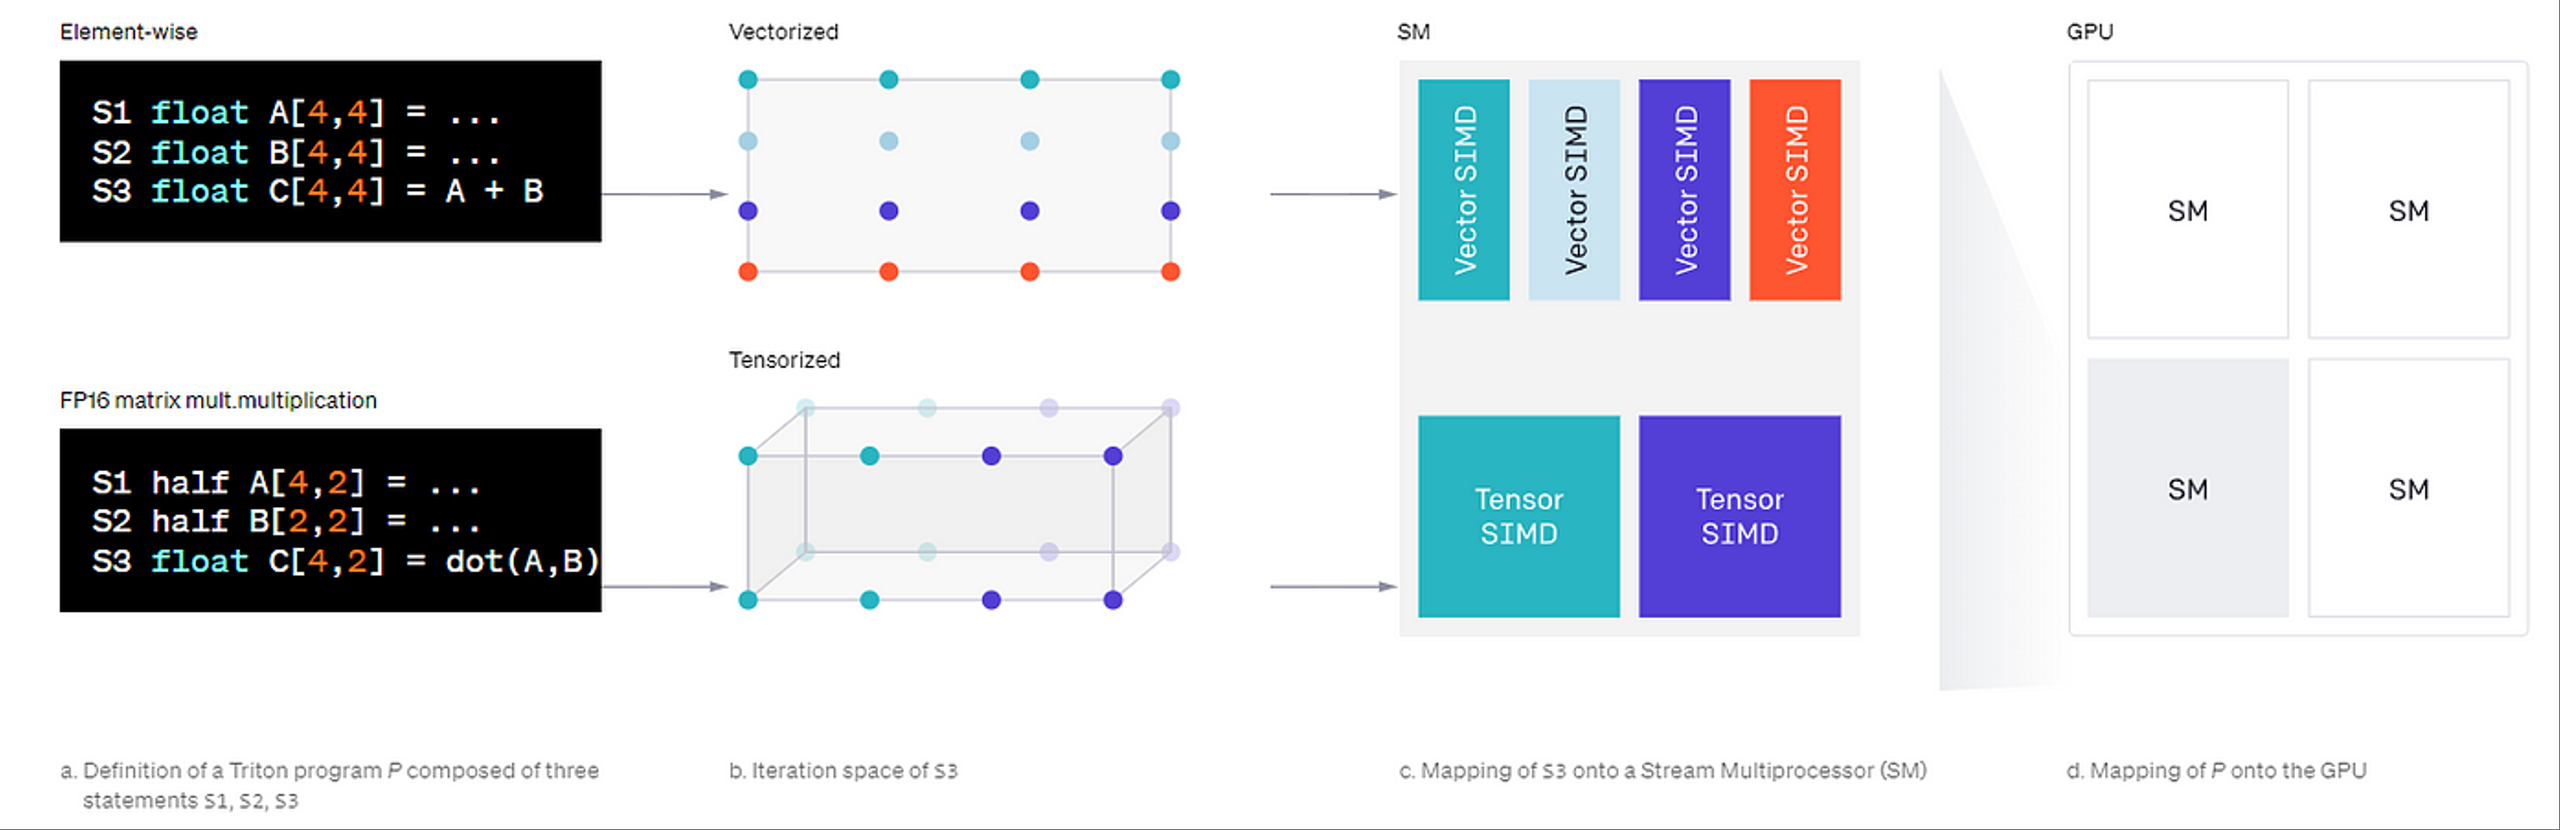 Element-wise
S1 float A[4,4] = ...
S2 float B[4,4] = ...
S3 float C[4,4] = A + B
FP16 matrix mult.multiplication
S1 half A[4,2] = ...
S2 half B[2,2] = ...
S3 float C[4,2] = dot(A,B)
a. Definition of a Triton program P composed of three
statements S1, S2, S3
Vectorized
Tensorized
b. Iteration space of S3
SM
Vector SIMD
Vector SIMD
Vector SIMD
Vector SIMD
Tensor
SIMD
Tensor
SIMD
c. Mapping of S3 onto a Stream Multiprocessor (SM)
GPU
SM
SM
SM
SM
d. Mapping of P onto the GPU